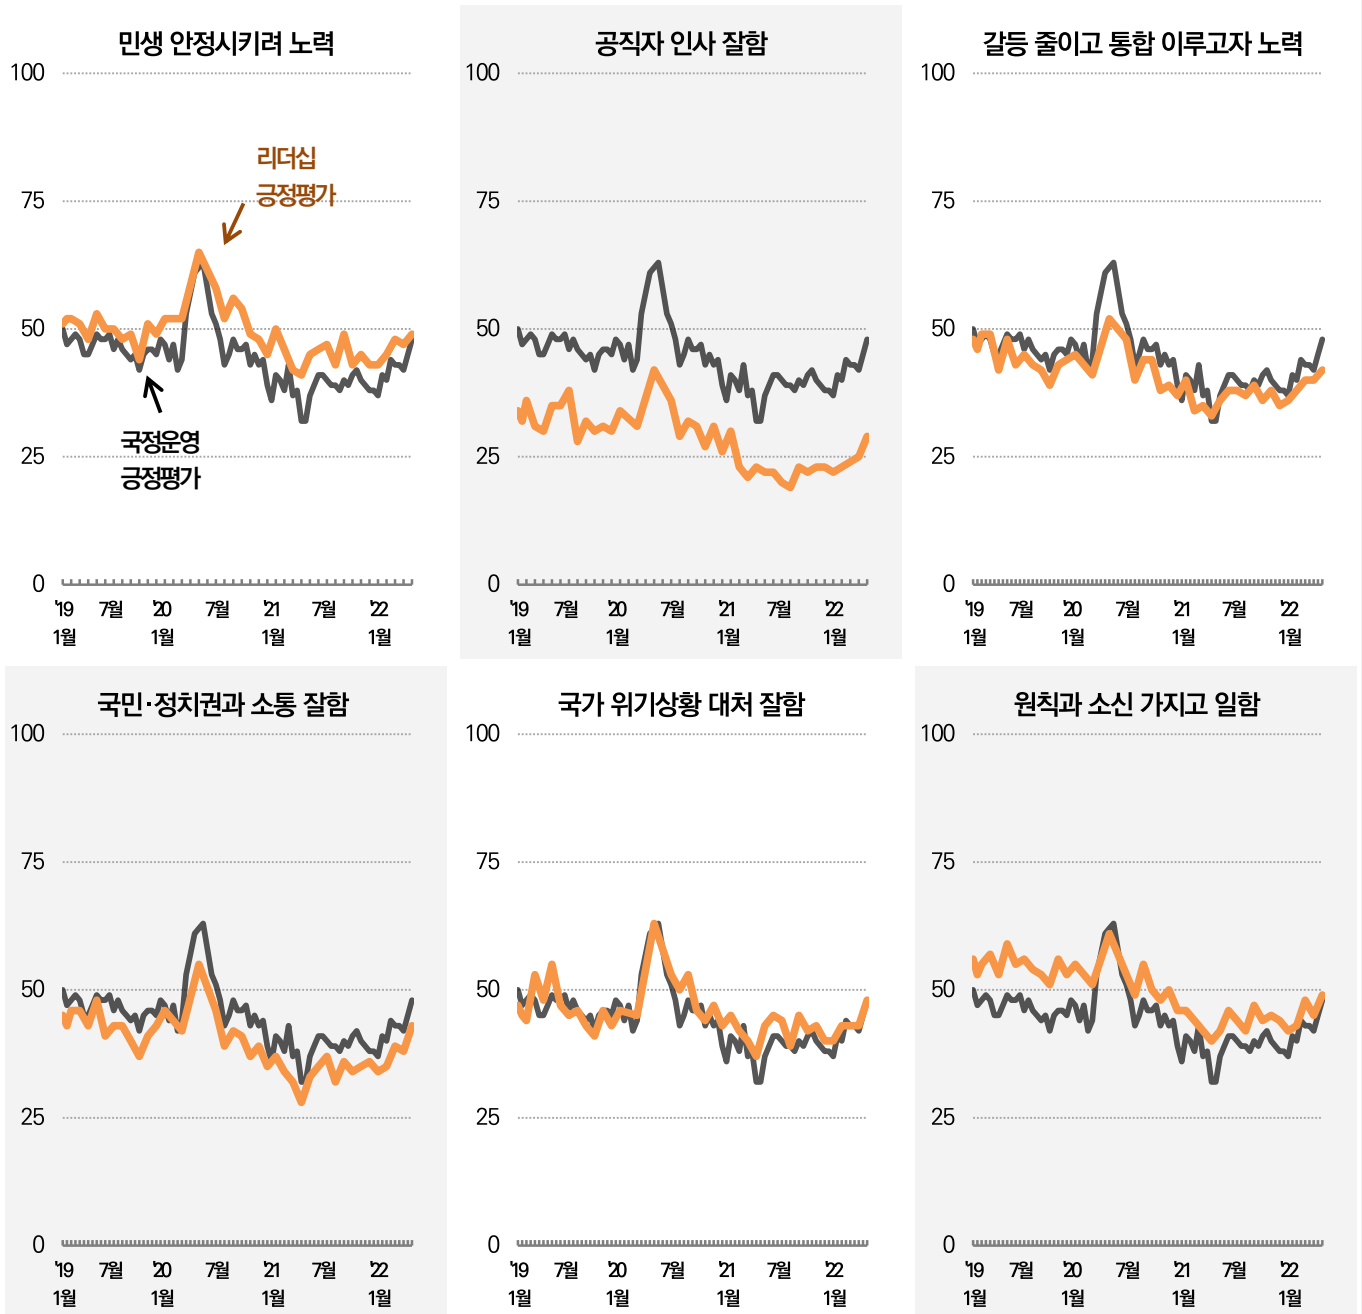 민생 안정시키려 노력
100
75
50
25
0
리더십
긍정평가
국정운영
긍정평가
'19 7월 '20 7월 '21 7월 '22
1월 1월 1월 1월
공직자 인사 잘함
100
75
50
25
0
'19 7월 '20 7월 '21 7월 '22
1월 1월 1월 1월
갈등 줄이고 통합 이루고자 노력
100
75
50
25
0
'19 7월 '20 7월 '21 7월 '22
1월 1월 1월 1월
국민·정치권과 소통 잘함
100
75
50
25
0
'19 7월 '20 7월 '21 7월 '22
1월 1월 1월 1월
국가 위기상황 대처 잘함
100
75
50
25
0
'19 7월 '20 7월 '21 7월 '22
1월 1월 1월 1월
원칙과 소신 가지고 일함
100
75
50
25
0
'19 7월 '20 7월 '21 7월 '22
1월 1월 1월 1월